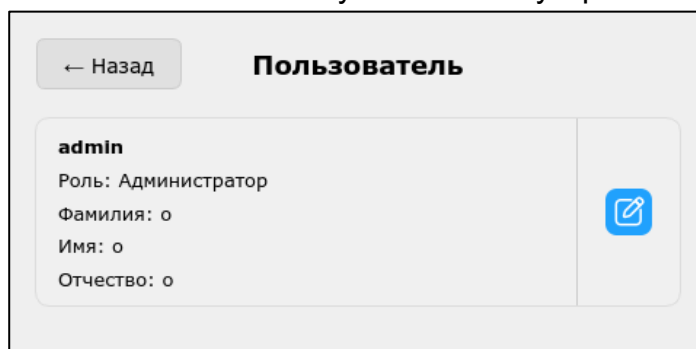 ← Назад
Пользователь
admin
Роль: Администратор
Фамилия: о
Имя: о
Отчество: о